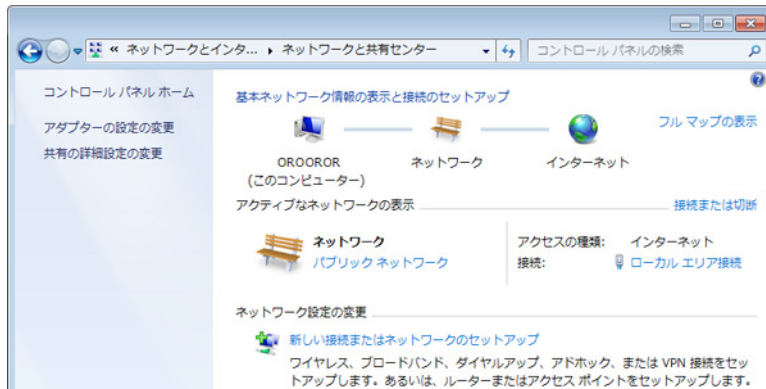 « ネットワークとインタ... ▸ ネットワークと共有センター
コントロール パネルの検索
コントロール パネル ホーム
アダプターの設定の変更
共有の詳細設定の変更
基本ネットワーク情報の表示と接続のセットアップ
フル マップの表示
OROOROR
(このコンピューター)
ネットワーク
インターネット
アクティブなネットワークの表示
接続または切断
ネットワーク
パブリック ネットワーク
アクセスの種類: インターネット
接続: ローカル エリア接続
ネットワーク設定の変更
新しい接続またはネットワークのセットアップ
ワイヤレス、ブロードバンド、ダイヤルアップ、アドホック、または VPN 接続をセッ
トアップします。あるいは、ルーターまたはアクセス ポイントをセットアップします。